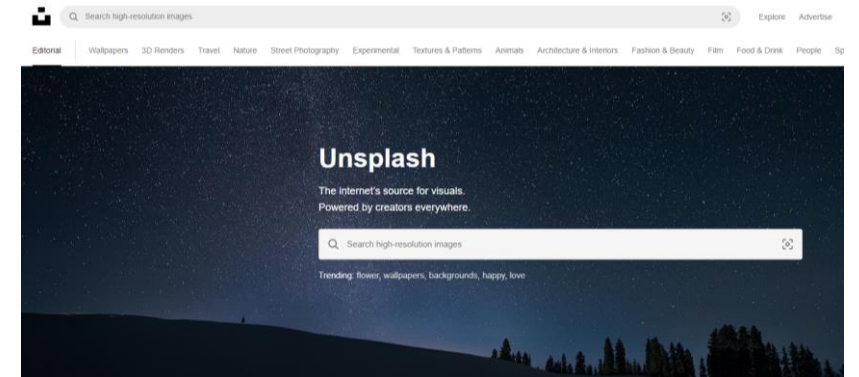 Search high-resolution images
Explore Advertise
Editorial Wallpapers 3D Renders Travel Nature Street Photography Experimental Textures & Patterns Animals Architecture & Interiors Fashion & Beauty Film Food & Drink People Sp
Unsplash
The internet's source for visuals.
Powered by creators everywhere.
Search high-resolution images
Trending: flower, wallpapers, backgrounds, happy, love